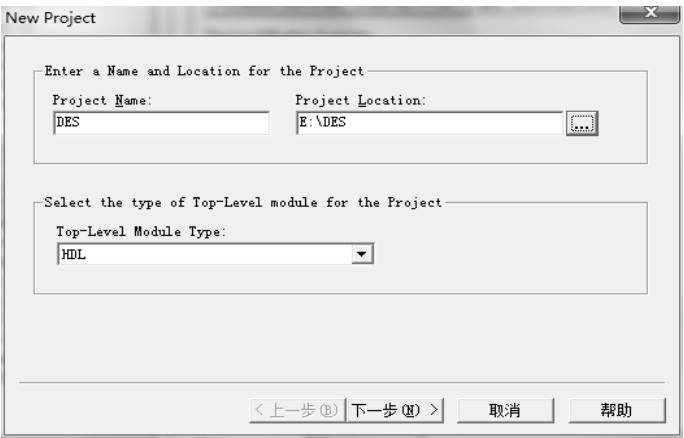 New Project
Enter a Name and Location for the Project
Project Name:
Project Location:
DES
E:\DES
...
Select the type of Top-Level module for the Project
Top-Level Module Type:
HDL
< 上一步(B)
下一步(N) >
取消
帮助